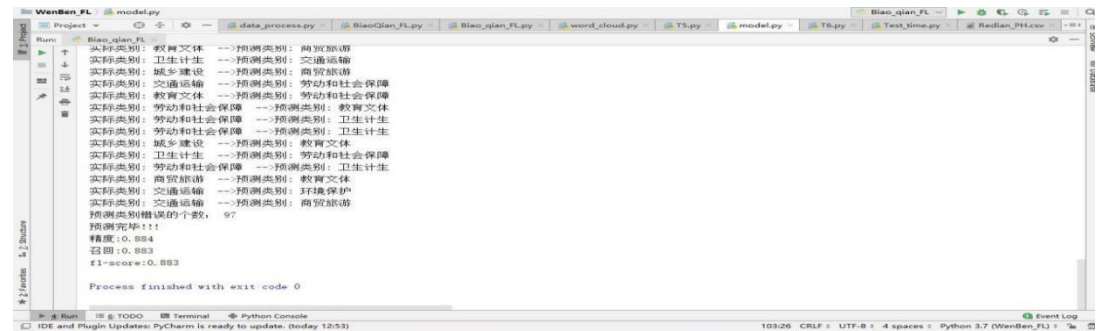 WenBen_FL model.py Biao_qian_FL
Project data_process.py BiaoQian_FL.py Biao_qian_FL.py word_cloud.py T5.py model.py T6.py Test_time.py Redian_PH.csv
Run: Biao_qian_FL
实际类别: 教育文体 -->预测类别: 商贸旅游
实际类别: 卫生计生 -->预测类别: 交通运输
实际类别: 城乡建设 -->预测类别: 商贸旅游
实际类别: 交通运输 -->预测类别: 劳动和社会保障
实际类别: 教育文体 -->预测类别: 劳动和社会保障
实际类别: 劳动和社会保障 -->预测类别: 教育文体
实际类别: 劳动和社会保障 -->预测类别: 卫生计生
实际类别: 城乡建设 -->预测类别: 教育文体
实际类别: 卫生计生 -->预测类别: 劳动和社会保障
实际类别: 劳动和社会保障 -->预测类别: 卫生计生
实际类别: 商贸旅游 -->预测类别: 教育文体
实际类别: 交通运输 -->预测类别: 环境保护
实际类别: 交通运输 -->预测类别: 商贸旅游
预测类别错误的个数, 97
预测完毕!!!
精度:0.884
召回:0.883
f1-score:0.883
Process finished with exit code 0
1: Project
Z: Structure
2: Favorites
SciView
Database
4: Run 6: TODO Terminal Python Console Event Log
IDE and Plugin Updates: PyCharm is ready to update. (today 12:53) 103:26 CRLF UTF-8 4 spaces Python 3.7 (WenBen_FL)